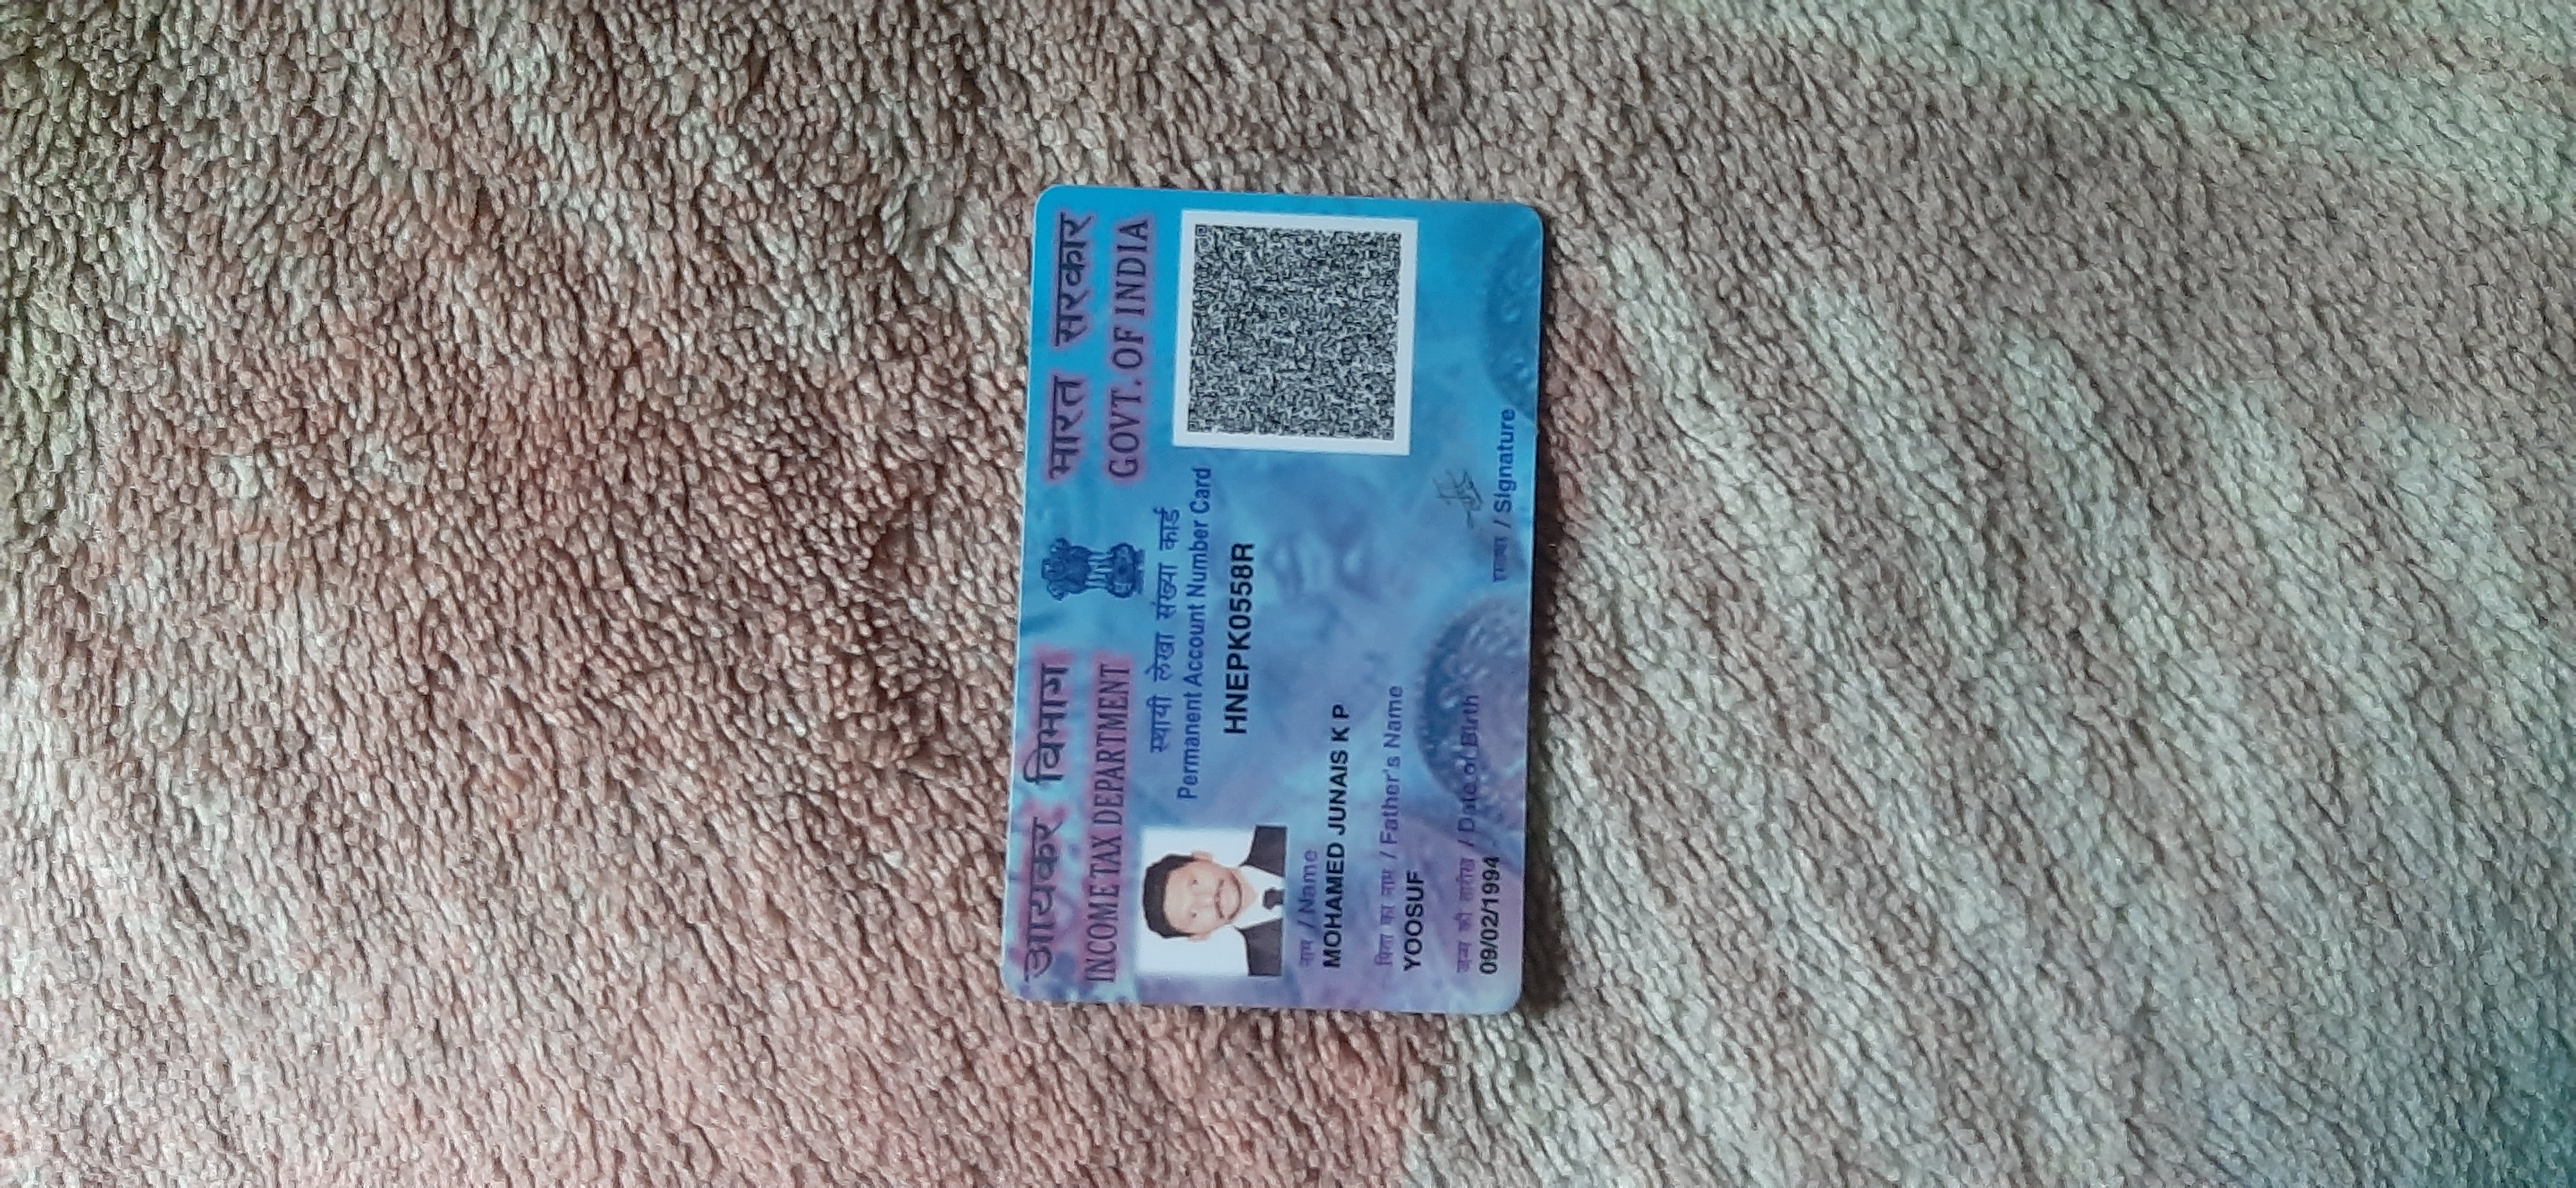 आयकर विभाग
INCOME TAX DEPARTMENT
भारत सरकार
GOVT. OF INDIA
स्थायी लेखा संख्या कार्ड
Permanent Account Number Card
HNEPK0558R
नाम / Name
MOHAMED JUNAIS K P
पिता का नाम / Father's Name
YOOSUF
जन्म की तारीख / Date of Birth
09/02/1994
हस्ताक्षर / Signature